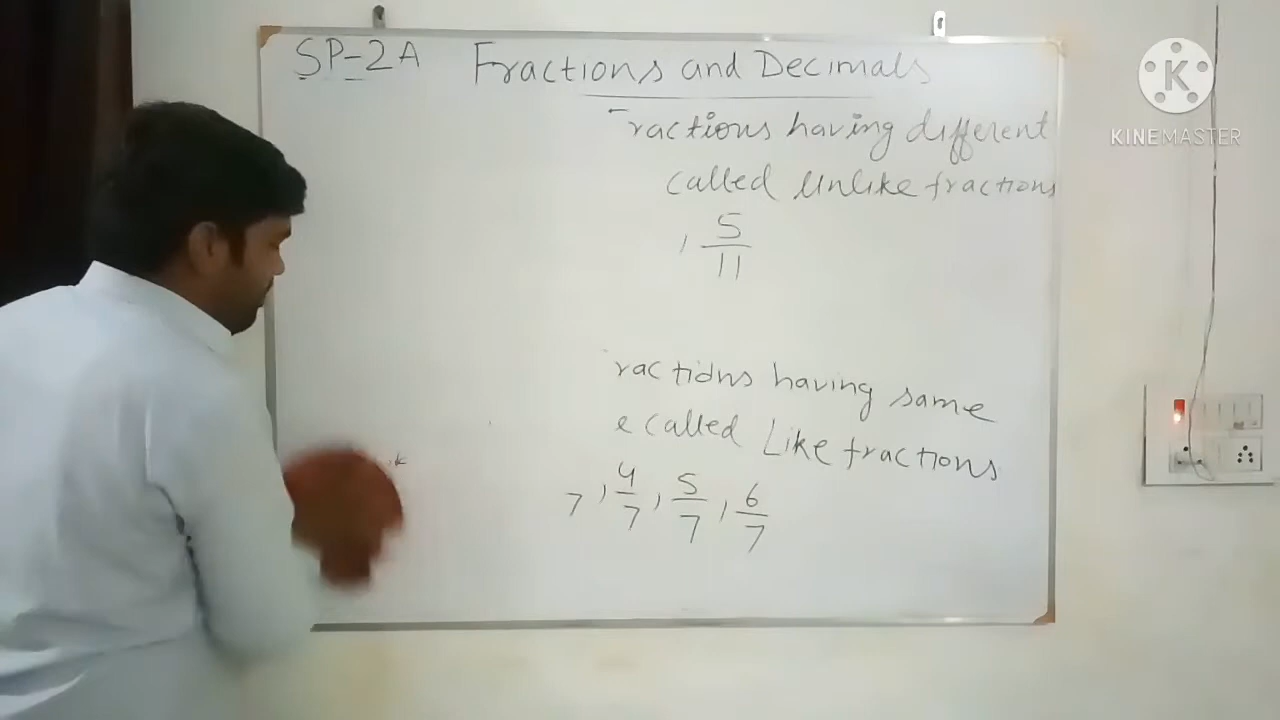 SP-2A Fractions and Decimals
ractions having different
called Unlike fractions
, 5/11
ractions having same
e called Like fractions
7, 4/7, 5/7, 6/7
K
KINEMASTER